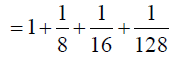 = 1 + 1/8 + 1/16 + 1/128